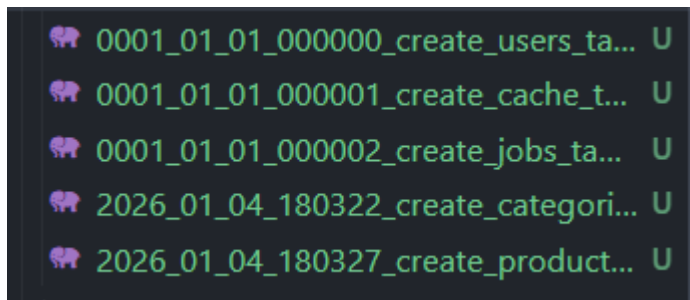 0001_01_01_000000_create_users_ta... U
0001_01_01_000001_create_cache_t... U
0001_01_01_000002_create_jobs_ta... U
2026_01_04_180322_create_categori... U
2026_01_04_180327_create_product... U